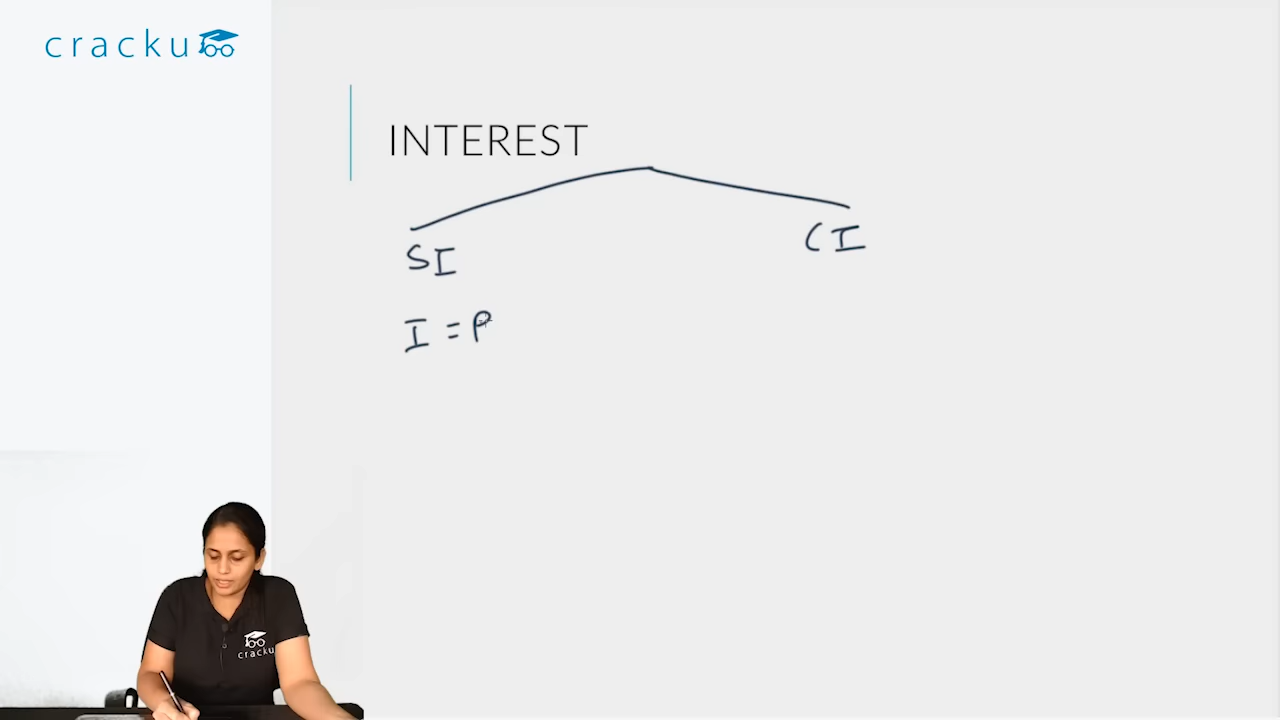 cracku
INTEREST
SI
CI
I = P
cracku